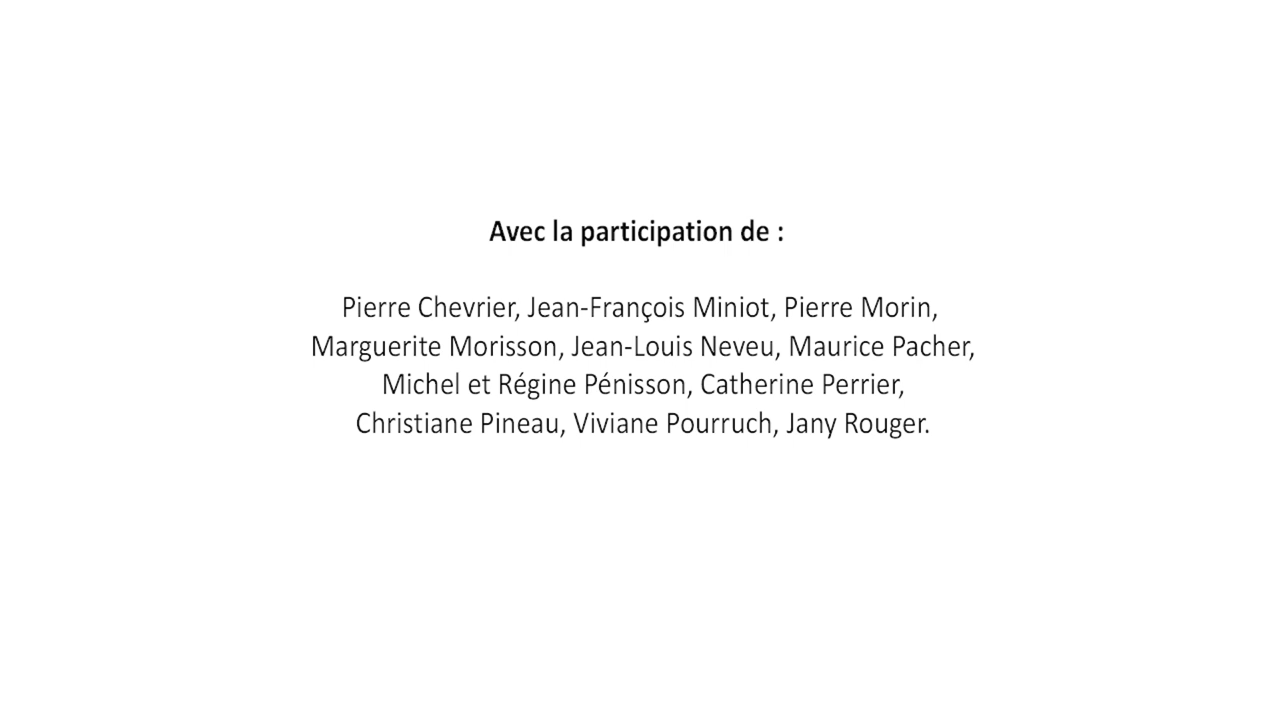 Avec la participation de :
Pierre Chevrier, Jean-François Miniot, Pierre Morin,
Marguerite Morisson, Jean-Louis Neveu, Maurice Pacher,
Michel et Régine Pénisson, Catherine Perrier,
Christiane Pineau, Viviane Pourruch, Jany Rouger.